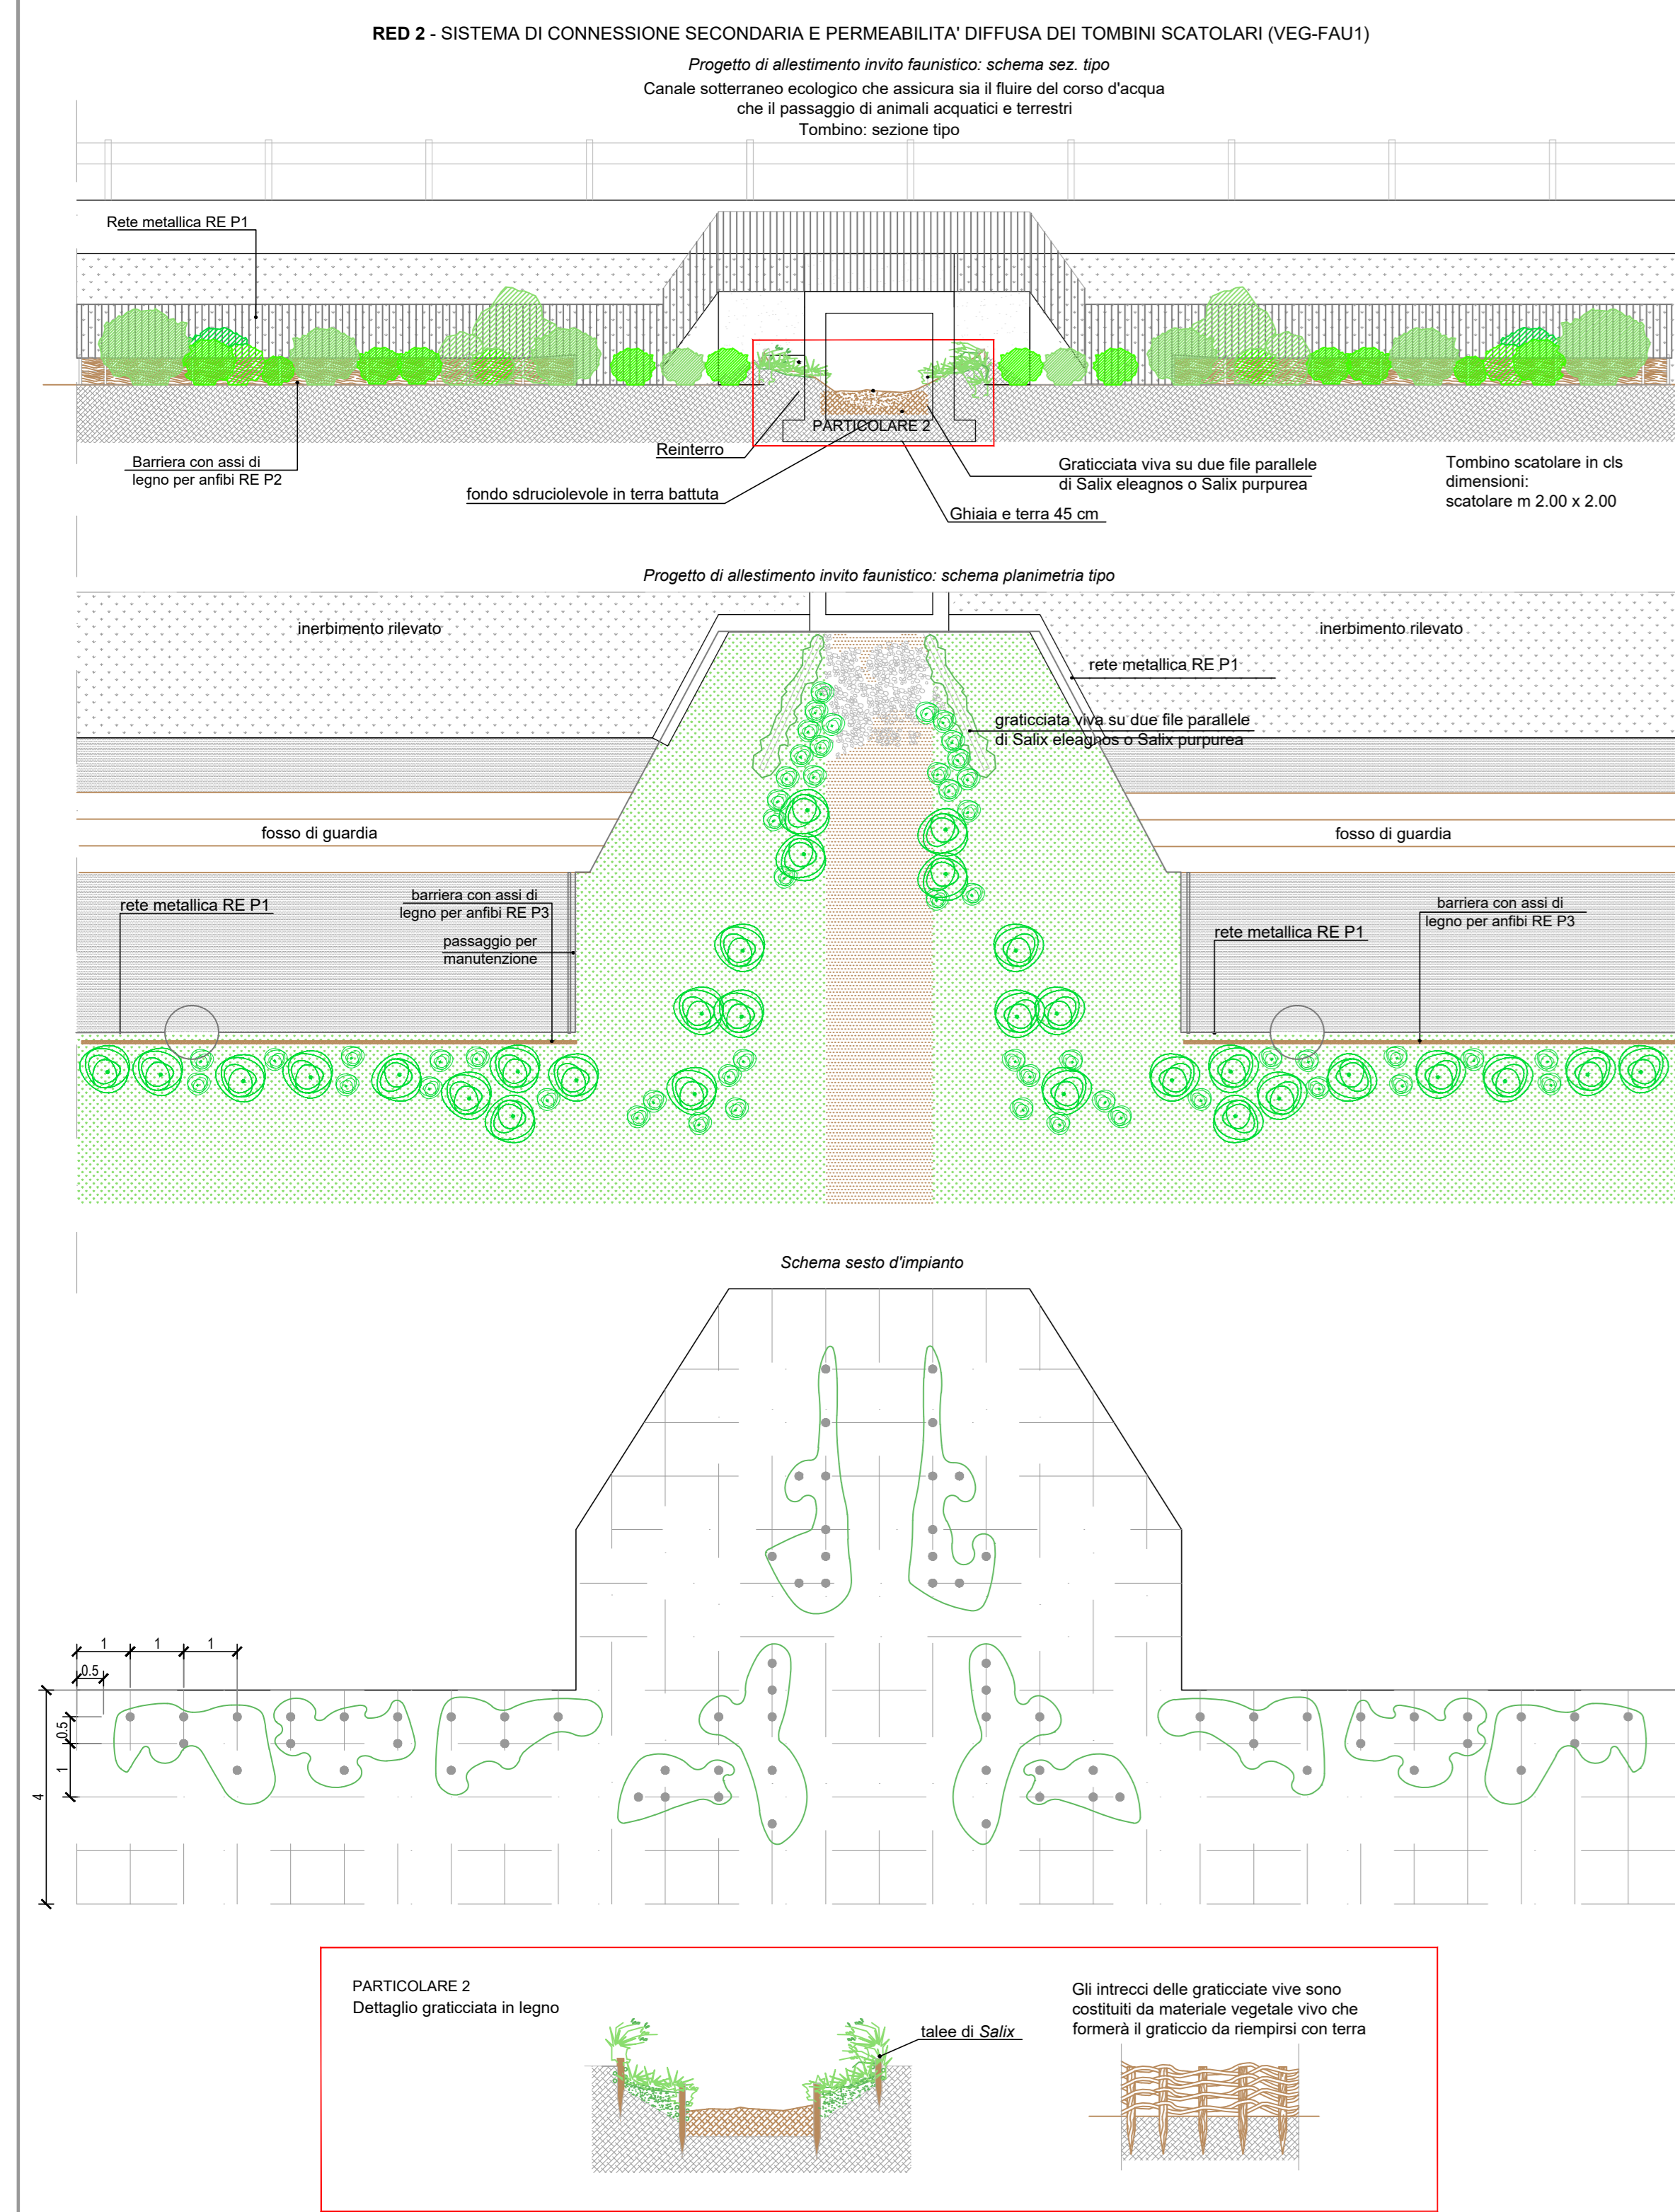 RED 2 - SISTEMA DI CONNESSIONE SECONDARIA E PERMEABILITA' DIFFUSA DEI TOMBINI SCATOLARI (VEG-FAU1)
Progetto di allestimento invito faunistico: schema sez. tipo
Canale sotterraneo ecologico che assicura sia il fluire del corso d'acqua
che il passaggio di animali acquatici e terrestri
Tombino: sezione tipo
Rete metallica RE P1
PARTICOLARE 2
Reinterro
Barriera con assi di
legno per anfibi RE P2
fondo sdruciolevole in terra battuta
Graticciata viva su due file parallele
di Salix eleagnos o Salix purpurea
Ghiaia e terra 45 cm
Tombino scatolare in cls
dimensioni:
scatolare m 2.00 x 2.00
Progetto di allestimento invito faunistico: schema planimetria tipo
inerbimento rilevato
inerbimento rilevato
rete metallica RE P1
graticciata viva su due file parallele
di Salix eleagnos o Salix purpurea
fosso di guardia
fosso di guardia
rete metallica RE P1
barriera con assi di
legno per anfibi RE P3
passaggio per
manutenzione
rete metallica RE P1
barriera con assi di
legno per anfibi RE P3
Schema sesto d'impianto
1
1
1
0.5
0.5
1
4
PARTICOLARE 2
Dettaglio graticciata in legno
talee di Salix
Gli intrecci delle graticciate vive sono
costituiti da materiale vegetale vivo che
formerà il graticcio da riempirsi con terra